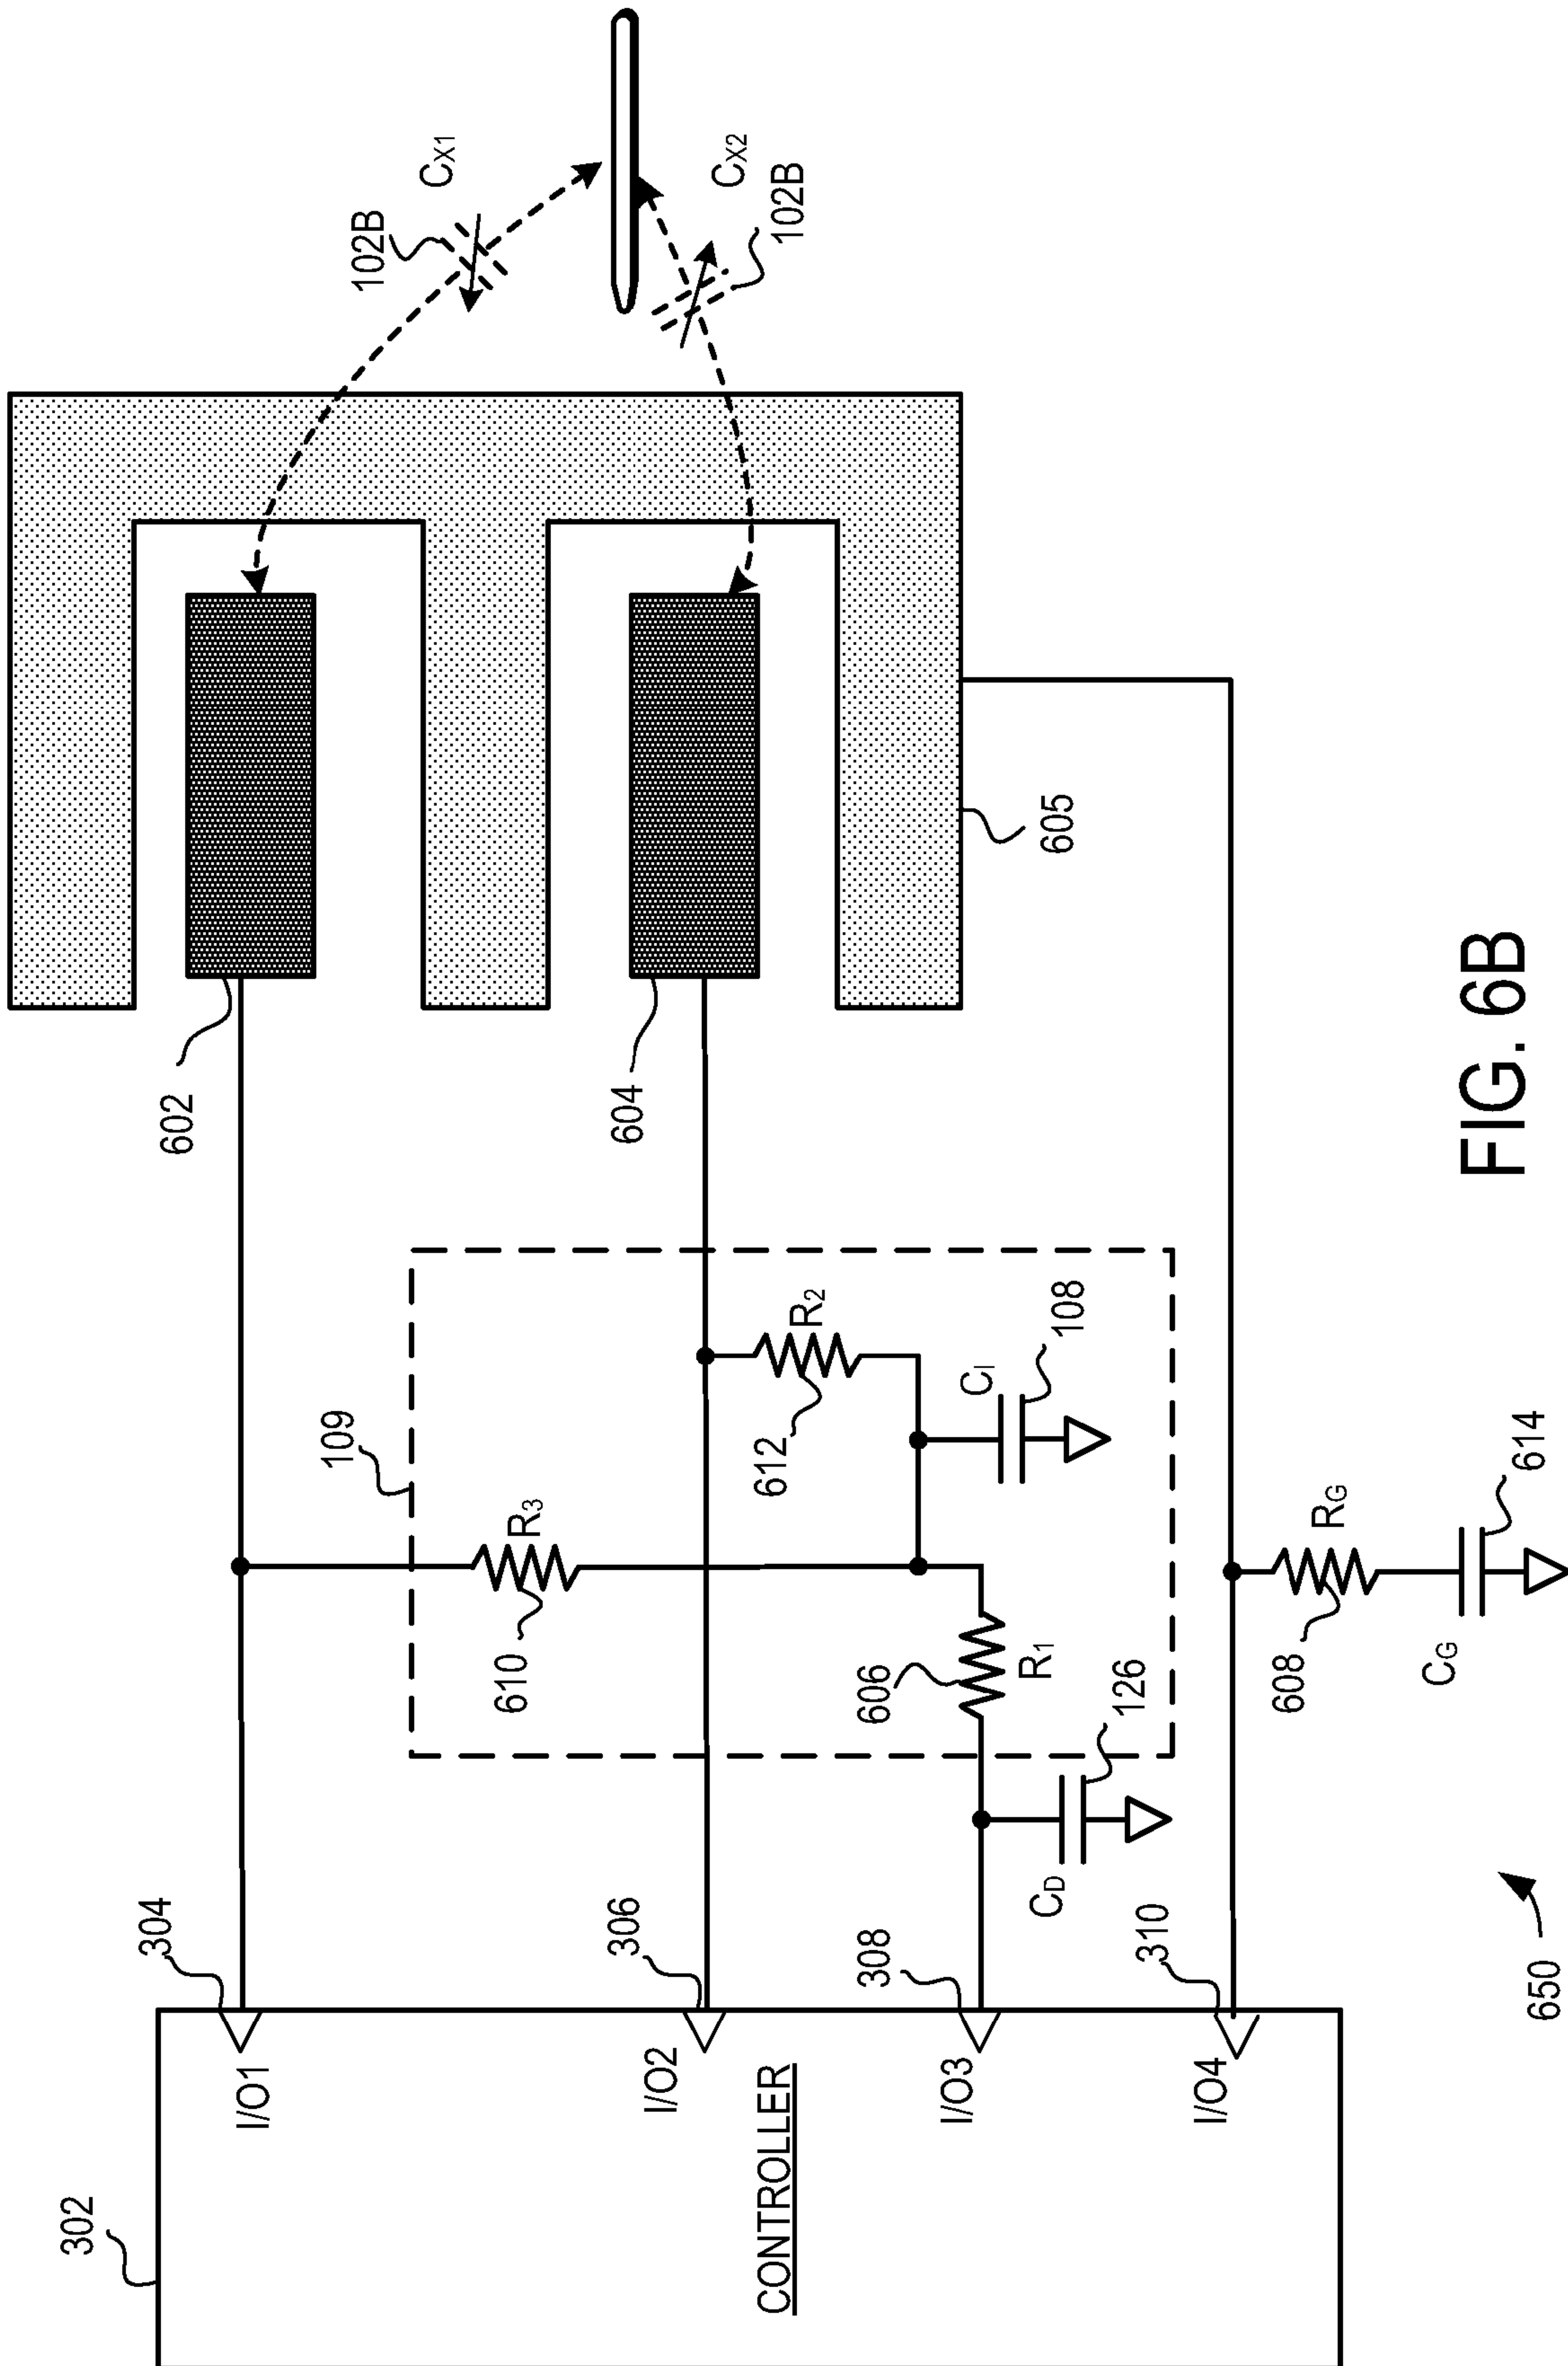 302
CONTROLLER
I/O1
I/O2
I/O3
I/O4
304
306
308
310
109
R3
610
R2
612
CI
108
606
R1
CD
126
608
RG
CG
614
602
604
605
102B
CX1
CX2
102B
650
FIG. 6B